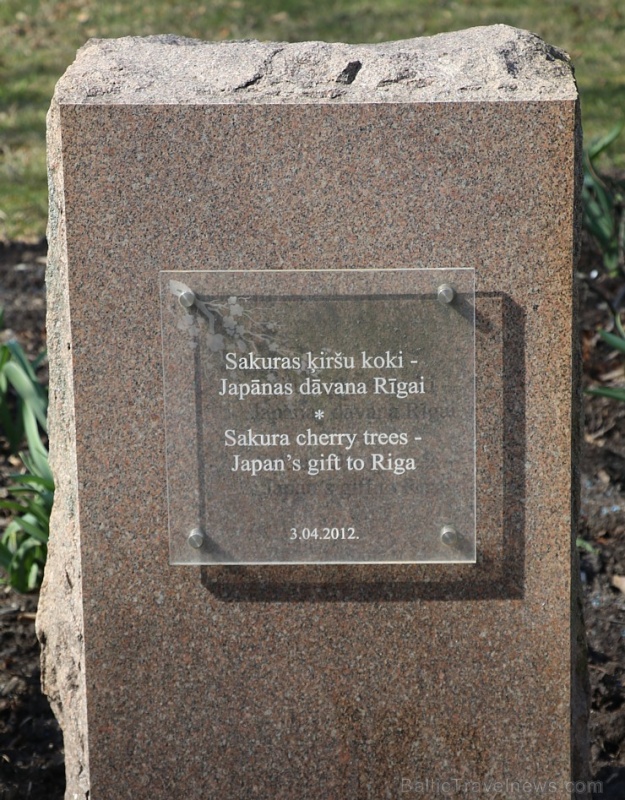 Sakuras ķiršu koki -
Japānas dāvana Rīgai
*
Sakura cherry trees -
Japan's gift to Riga
3.04.2012.
BalticTravelnews.com